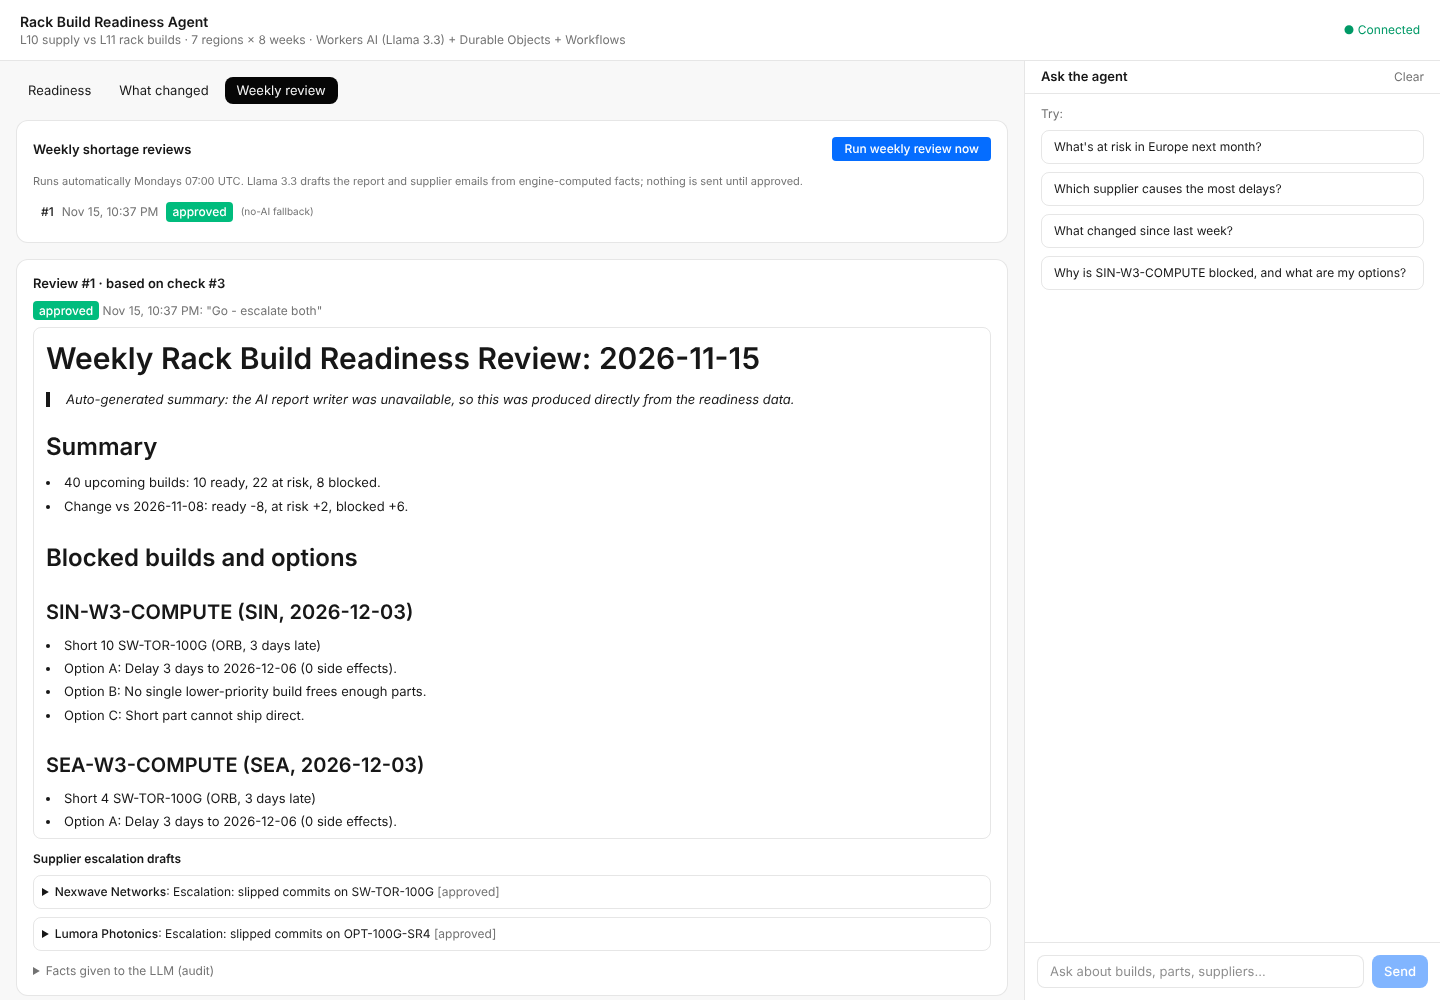 Rack Build Readiness Agent
L10 supply vs L11 rack builds · 7 regions × 8 weeks · Workers AI (Llama 3.3) + Durable Objects + Workflows
Connected
Readiness
What changed
Weekly review
Weekly shortage reviews
Run weekly review now
Runs automatically Mondays 07:00 UTC. Llama 3.3 drafts the report and supplier emails from engine-computed facts; nothing is sent until approved.
#1 Nov 15, 10:37 PM approved (no-AI fallback)
Review #1 · based on check #3
approved Nov 15, 10:37 PM: "Go - escalate both"
Weekly Rack Build Readiness Review: 2026-11-15
Auto-generated summary: the AI report writer was unavailable, so this was produced directly from the readiness data.
Summary
• 40 upcoming builds: 10 ready, 22 at risk, 8 blocked.
• Change vs 2026-11-08: ready -8, at risk +2, blocked +6.
Blocked builds and options
SIN-W3-COMPUTE (SIN, 2026-12-03)
• Short 10 SW-TOR-100G (ORB, 3 days late)
• Option A: Delay 3 days to 2026-12-06 (0 side effects).
• Option B: No single lower-priority build frees enough parts.
• Option C: Short part cannot ship direct.
SEA-W3-COMPUTE (SEA, 2026-12-03)
• Short 4 SW-TOR-100G (ORB, 3 days late)
• Option A: Delay 3 days to 2026-12-06 (0 side effects).
Supplier escalation drafts
Nexwave Networks: Escalation: slipped commits on SW-TOR-100G [approved]
Lumora Photonics: Escalation: slipped commits on OPT-100G-SR4 [approved]
Facts given to the LLM (audit)
Ask the agent
Clear
Try:
What's at risk in Europe next month?
Which supplier causes the most delays?
What changed since last week?
Why is SIN-W3-COMPUTE blocked, and what are my options?
Ask about builds, parts, suppliers...
Send